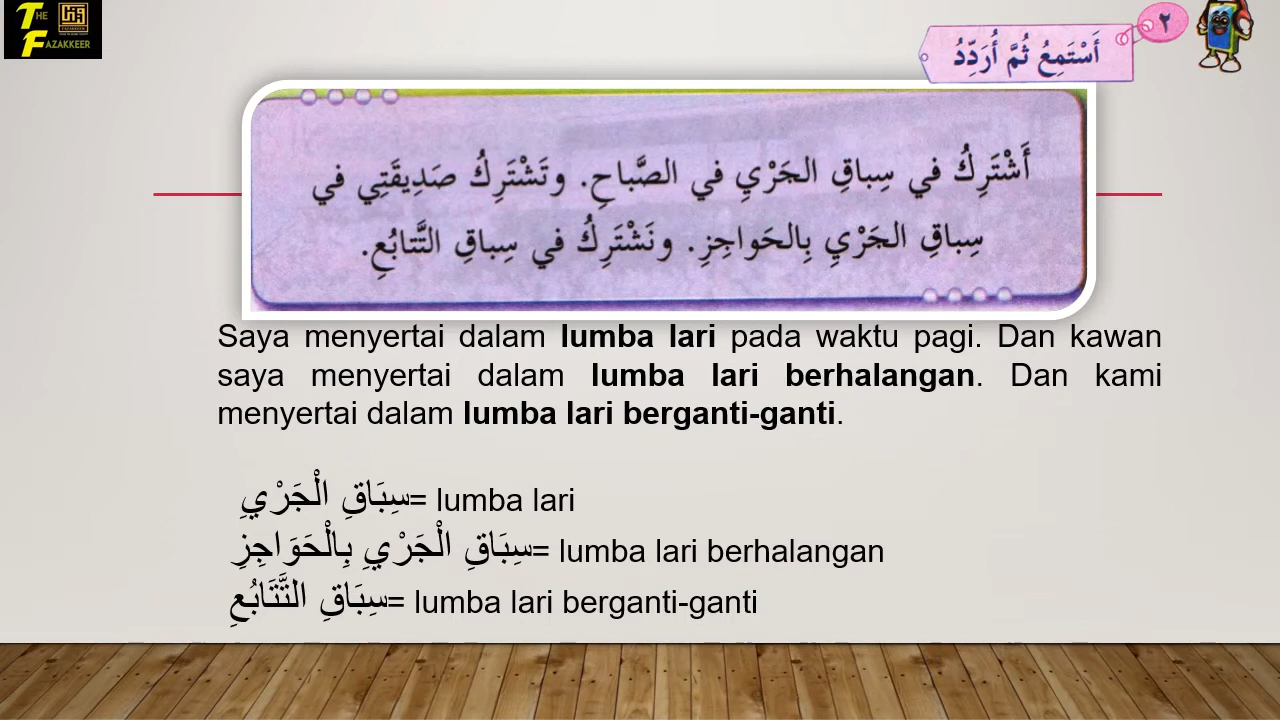 THE
FAZAKKEER
٢
أَسْتَمِعُ ثُمَّ أُرَدِّدُ
أَشْتَرِكُ في سِباقِ الجَرْيِ في الصَّباحِ. وتَشْتَرِكُ صَدِيقَتِي في
سِباقِ الجَرْيِ بِالحَواجِزِ. ونَشْتَرِكُ في سِباقِ التَّتابُعِ.
Saya menyertai dalam lumba lari pada waktu pagi. Dan kawan
saya menyertai dalam lumba lari berhalangan. Dan kami
menyertai dalam lumba lari berganti-ganti.
سِبَاقِ الْجَرْيِ= lumba lari
سِبَاقِ الْجَرْيِ بِالْحَوَاجِزِ= lumba lari berhalangan
سِبَاقِ التَّتَابُعِ= lumba lari berganti-ganti